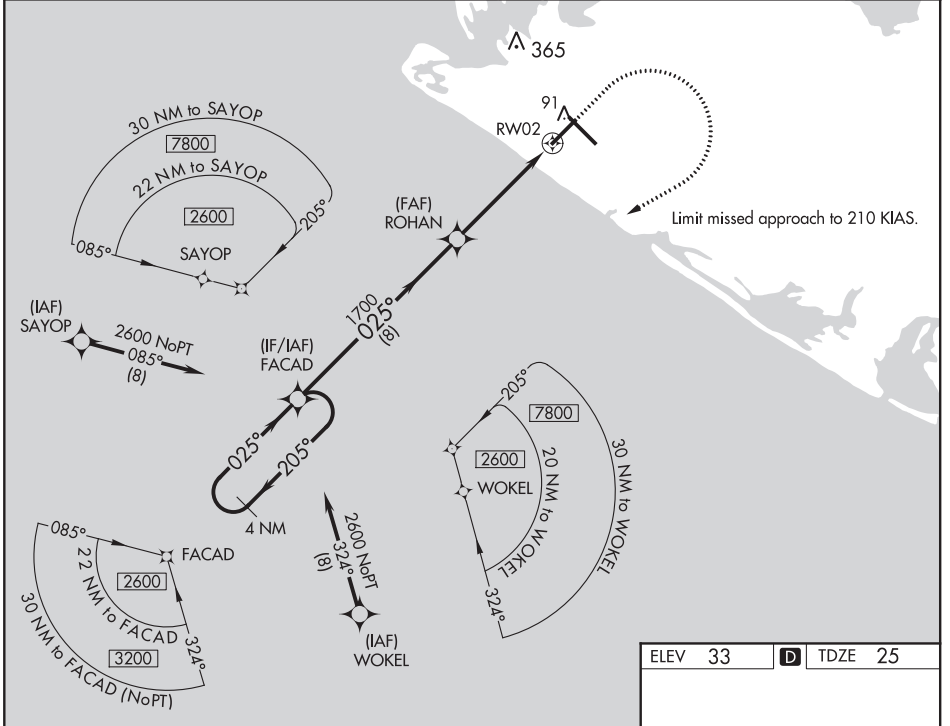 365
91
RW02
30 NM to SAYOP
7800
22 NM to SAYOP
2600
205°
085°
SAYOP
(FAF)
ROHAN
Limit missed approach to 210 KIAS.
(IAF)
SAYOP
2600 NoPT
085°
(8)
1700
025°
(8)
(IF/IAF)
FACAD
025°
205°
4 NM
205°
7800
2600
WOKEL
20 NM to WOKEL
30 NM to WOKEL
324°
2600 NoPT
324°
(8)
(IAF)
WOKEL
085°
FACAD
2600
22 NM to FACAD
324°
3200
30 NM to FACAD (NoPT)
ELEV 33 D TDZE 25